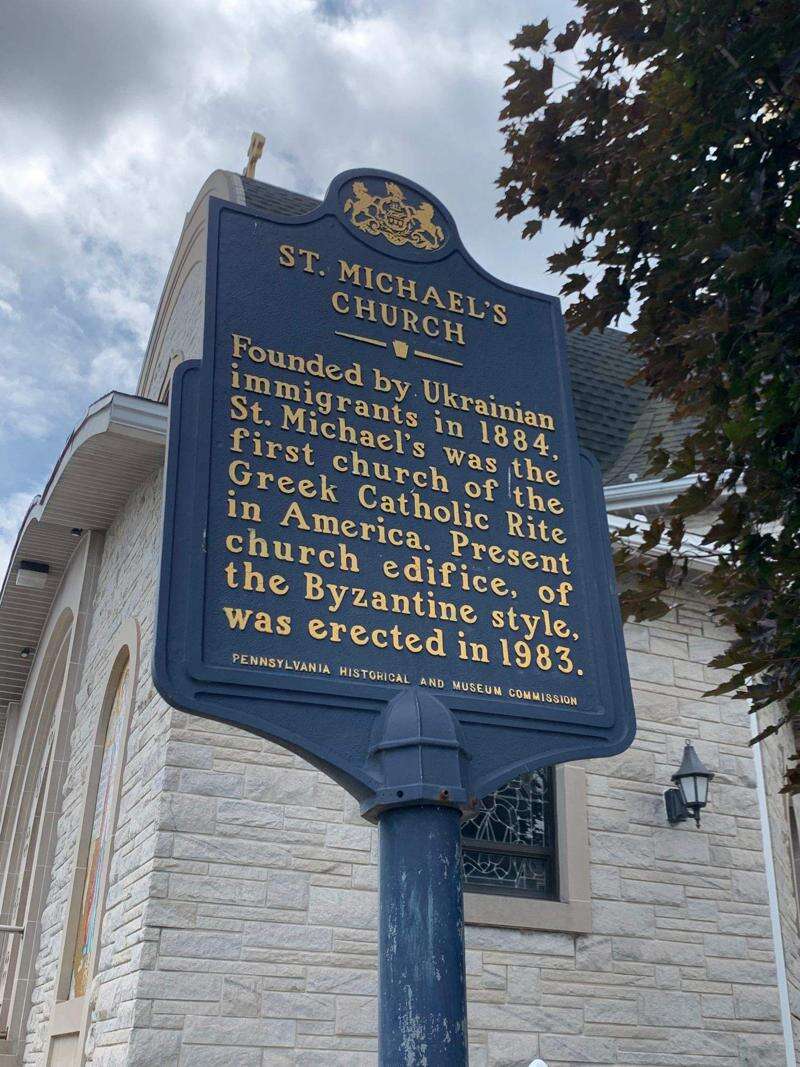 ST. MICHAEL'S
CHURCH
Founded by Ukrainian
immigrants in 1884,
St. Michael's was the
first church of the
Greek Catholic Rite
in America. Present
church edifice, of
the Byzantine style,
was erected in 1983.
PENNSYLVANIA HISTORICAL AND MUSEUM COMMISSION